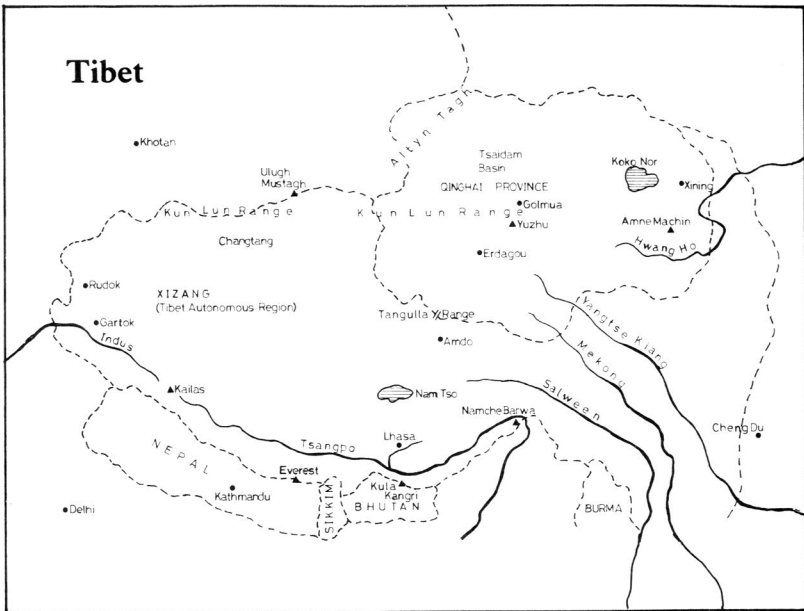 Tibet
Altyn Tagh
Khotan
Tsaidam
Basin
Koko Nor
Ulugh
Mustagh
QINGHAI PROVINCE
Xining
Kun Lun Range
Kun Lun Range
Golmua
Yuzhu
Amne Machin
Changtang
Hwang Ho
Erdagou
Rudok
XIZANG
(Tibet Autonomous Region)
Gartok
Tangulla Range
Yangtse Kiang
Indus
Amdo
Mekong
Kailas
Nam Tso
Salween
Namche Barwa
Cheng Du
Tsangpo
Lhasa
NEPAL
Everest
Kula
Kangri
Kathmandu
SIKKIM
BHUTAN
BURMA
Delhi